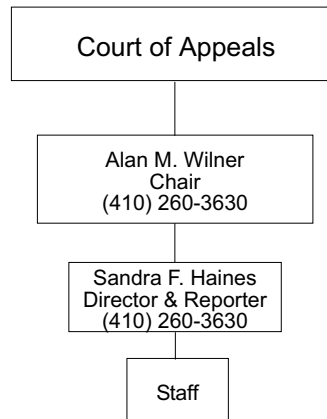 Court of Appeals
Alan M. Wilner
Chair
(410) 260-3630
Sandra F. Haines
Director & Reporter
(410) 260-3630
Staff